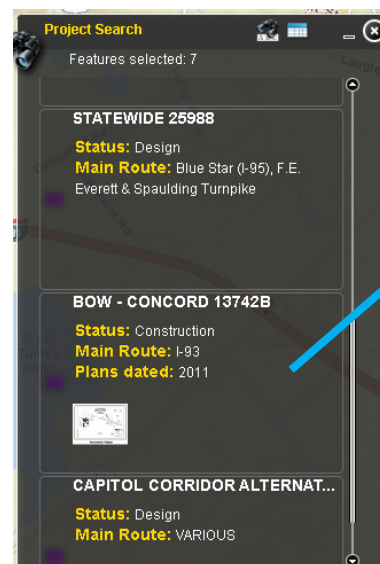 Project Search
Features selected: 7
STATEWIDE 25988
Status: Design
Main Route: Blue Star (I-95), F.E.
Everett & Spaulding Turnpike
BOW - CONCORD 13742B
Status: Construction
Main Route: I-93
Plans dated: 2011
CAPITOL CORRIDOR ALTERNAT...
Status: Design
Main Route: VARIOUS